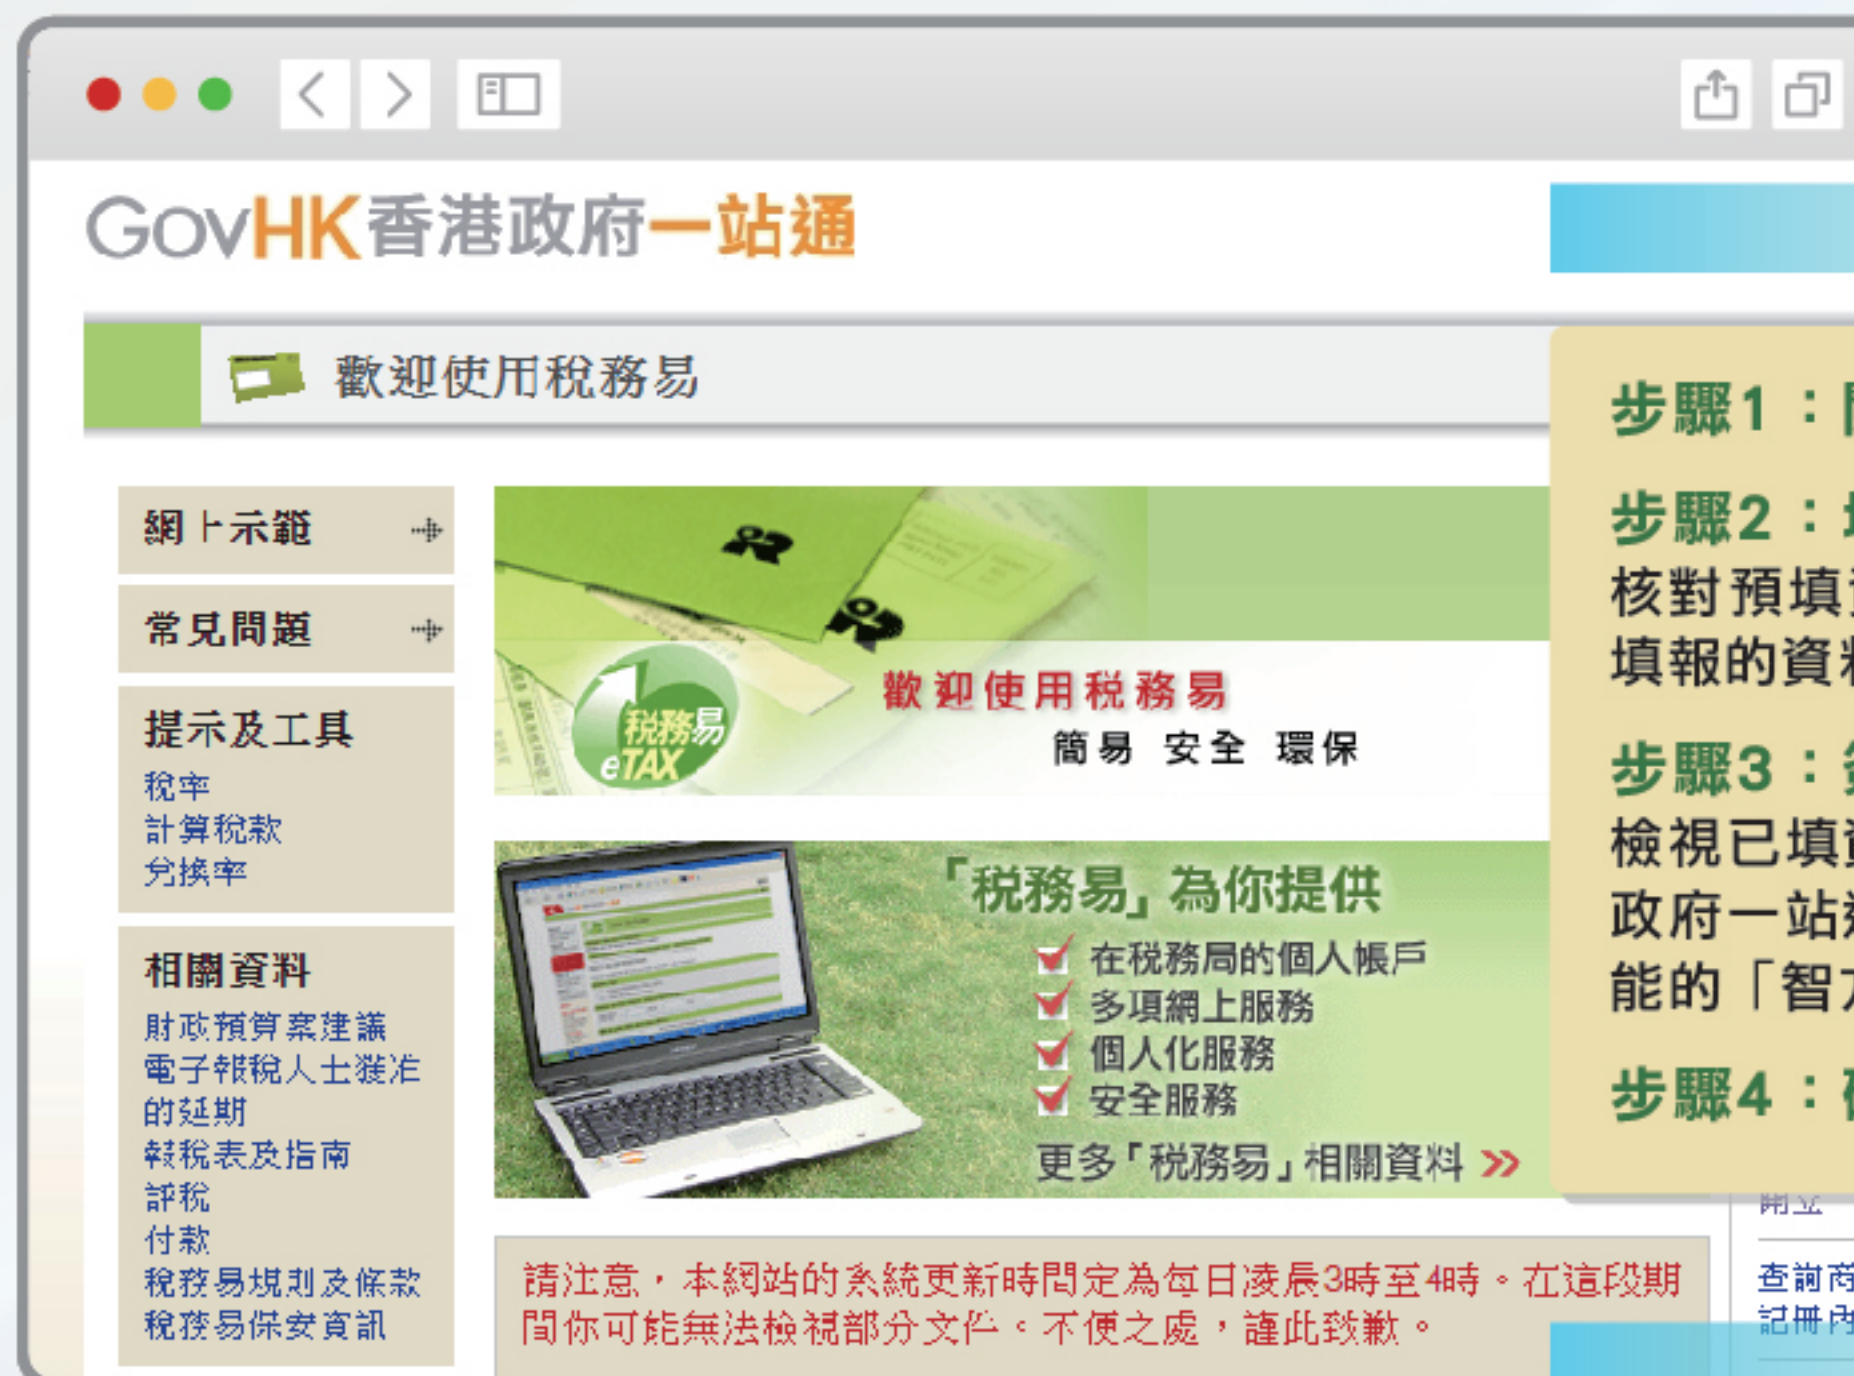 GovHK香港政府一站通
歡迎使用稅務易
網上示範
常見問題
提示及工具
稅率
計算稅款
兌換率
相關資料
財政預算案建議
電子報稅人士獲准
的延期
報稅表及指南
評稅
付款
稅務易規則及條款
稅務易保安資訊
稅務易
eTAX
歡迎使用稅務易
簡易 安全 環保
「稅務易」為你提供
在稅務局的個人帳戶
多項網上服務
個人化服務
安全服務
更多「稅務易」相關資料
請注意，本網站的系統更新時間定為每日凌晨3時至4時。在這段期
間你可能無法檢視部分文件。不便之處，謹此致歉。
步驟1：
步驟2：
核對預填
填報的資
步驟3：
檢視已填
政府一站
能的「智
步驟4：
開立
查詢商
記冊內